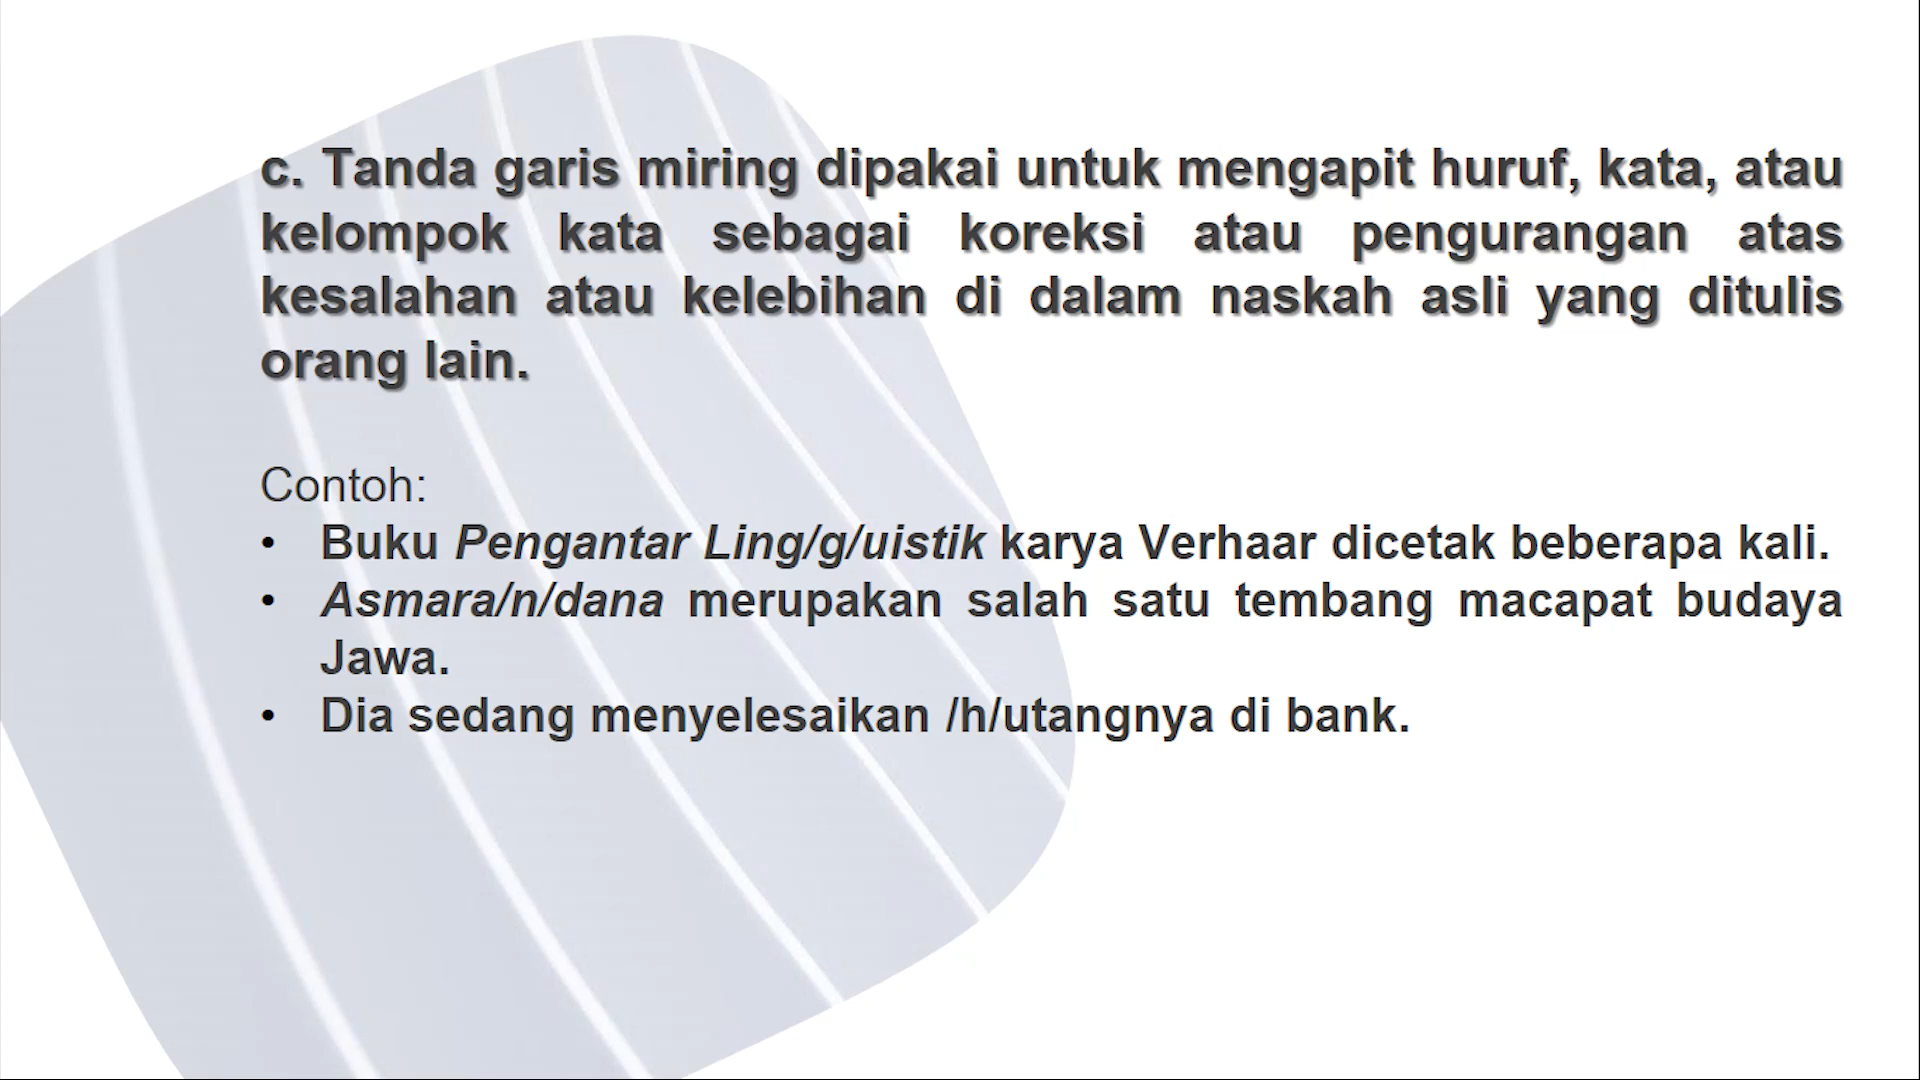 c. Tanda garis miring dipakai untuk mengapit huruf, kata, atau
kelompok kata sebagai koreksi atau pengurangan atas
kesalahan atau kelebihan di dalam naskah asli yang ditulis
orang lain.
Contoh:
• Buku Pengantar Ling/g/uistik karya Verhaar dicetak beberapa kali.
• Asmara/n/dana merupakan salah satu tembang macapat budaya
Jawa.
• Dia sedang menyelesaikan /h/utangnya di bank.